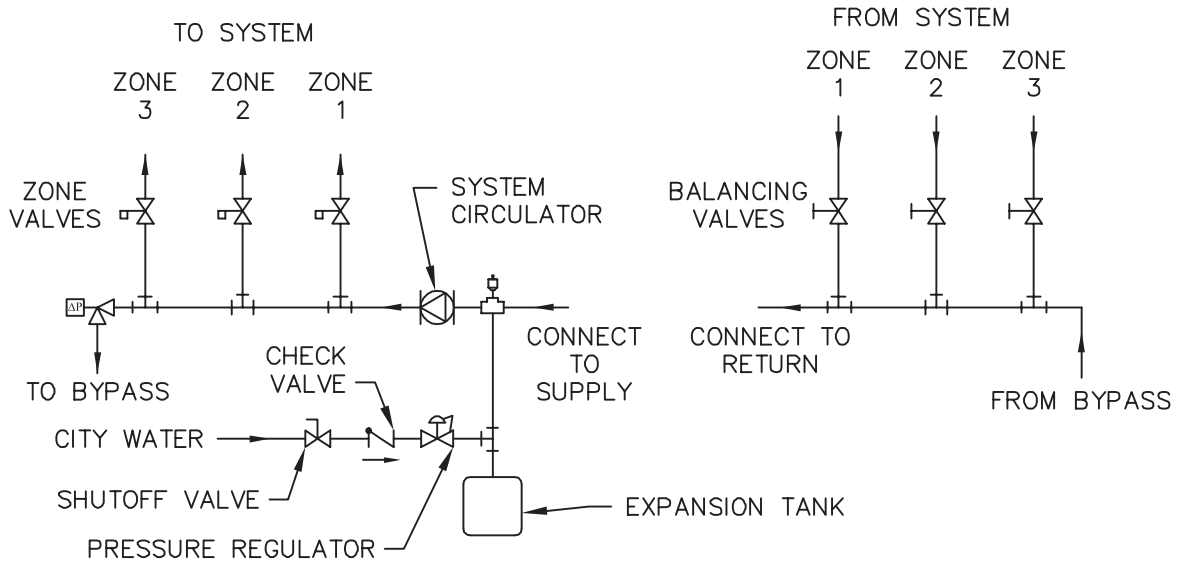 TO SYSTEM
FROM SYSTEM
ZONE
3
ZONE
2
ZONE
1
ZONE
1
ZONE
2
ZONE
3
ZONE
VALVES
SYSTEM
CIRCULATOR
BALANCING
VALVES
ΔP
TO BYPASS
CHECK
VALVE
CONNECT
TO
SUPPLY
CONNECT TO
RETURN
FROM BYPASS
CITY WATER
SHUTOFF VALVE
PRESSURE REGULATOR
EXPANSION TANK